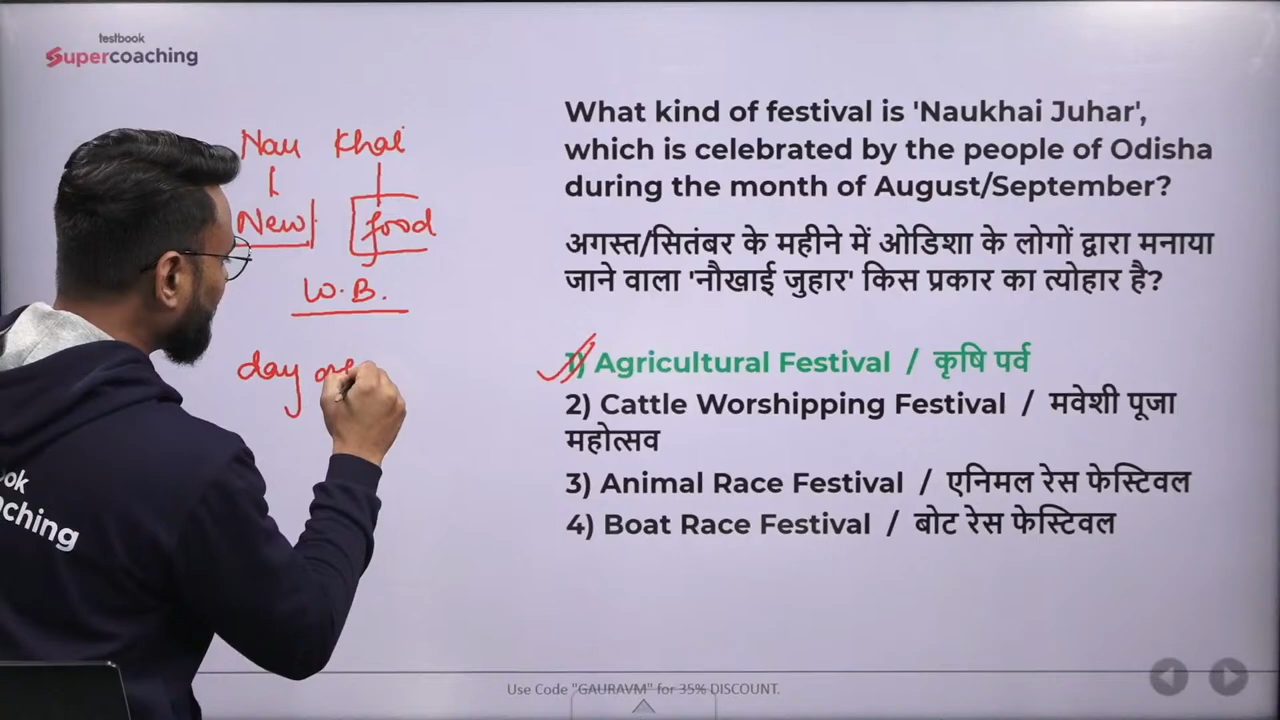 testbook
Supercoaching
Nau Khai
New food
W.B.
day
ok
ching
What kind of festival is 'Naukhai Juhar',
which is celebrated by the people of Odisha
during the month of August/September?
अगस्त/सितंबर के महीने में ओडिशा के लोगों द्वारा मनाया
जाने वाला 'नौखाई जुहार' किस प्रकार का त्योहार है?
1) Agricultural Festival / कृषि पर्व
2) Cattle Worshipping Festival / मवेशी पूजा
महोत्सव
3) Animal Race Festival / एनिमल रेस फेस्टिवल
4) Boat Race Festival / बोट रेस फेस्टिवल
Use Code "GAURAVM" for 35% DISCOUNT.